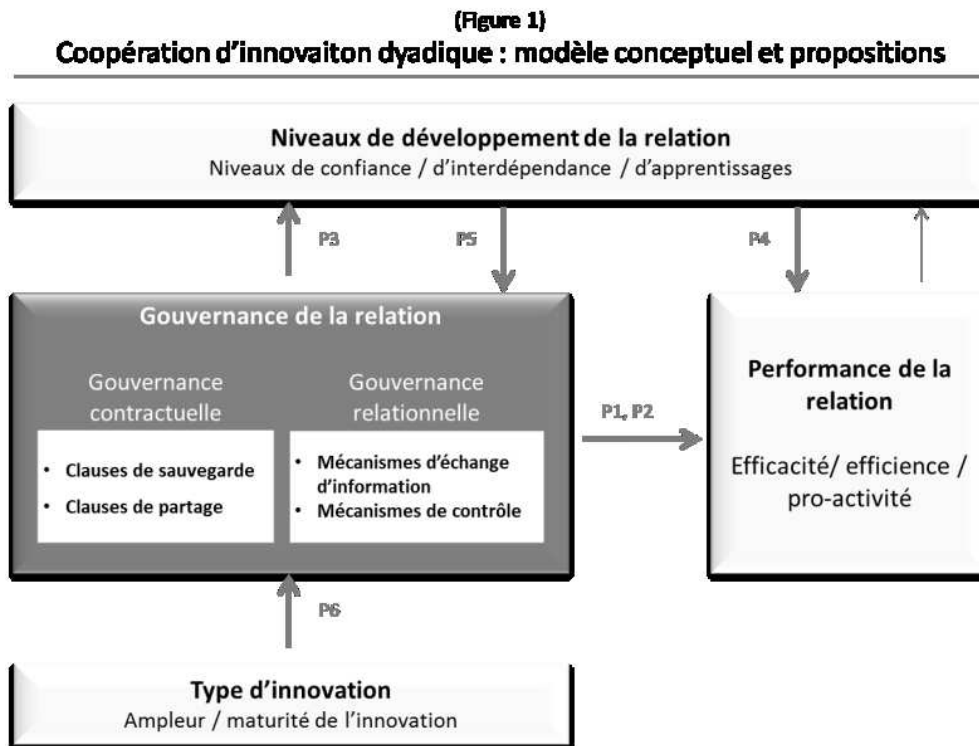 (Figure 1)
Coopération d'innovaiton dyadique : modèle conceptuel et propositions
Niveaux de développement de la relation
Niveaux de confiance / d'interdépendance / d'apprentissages
P3
P5
P4
Gouvernance de la relation
Gouvernance
contractuelle
• Clauses de sauvegarde
• Clauses de partage
Gouvernance
relationnelle
• Mécanismes d'échange
d'information
• Mécanismes de contrôle
P1, P2
Performance de la
relation
Efficacité/ efficience /
pro-activité
P6
Type d'innovation
Ampleur / maturité de l'innovation